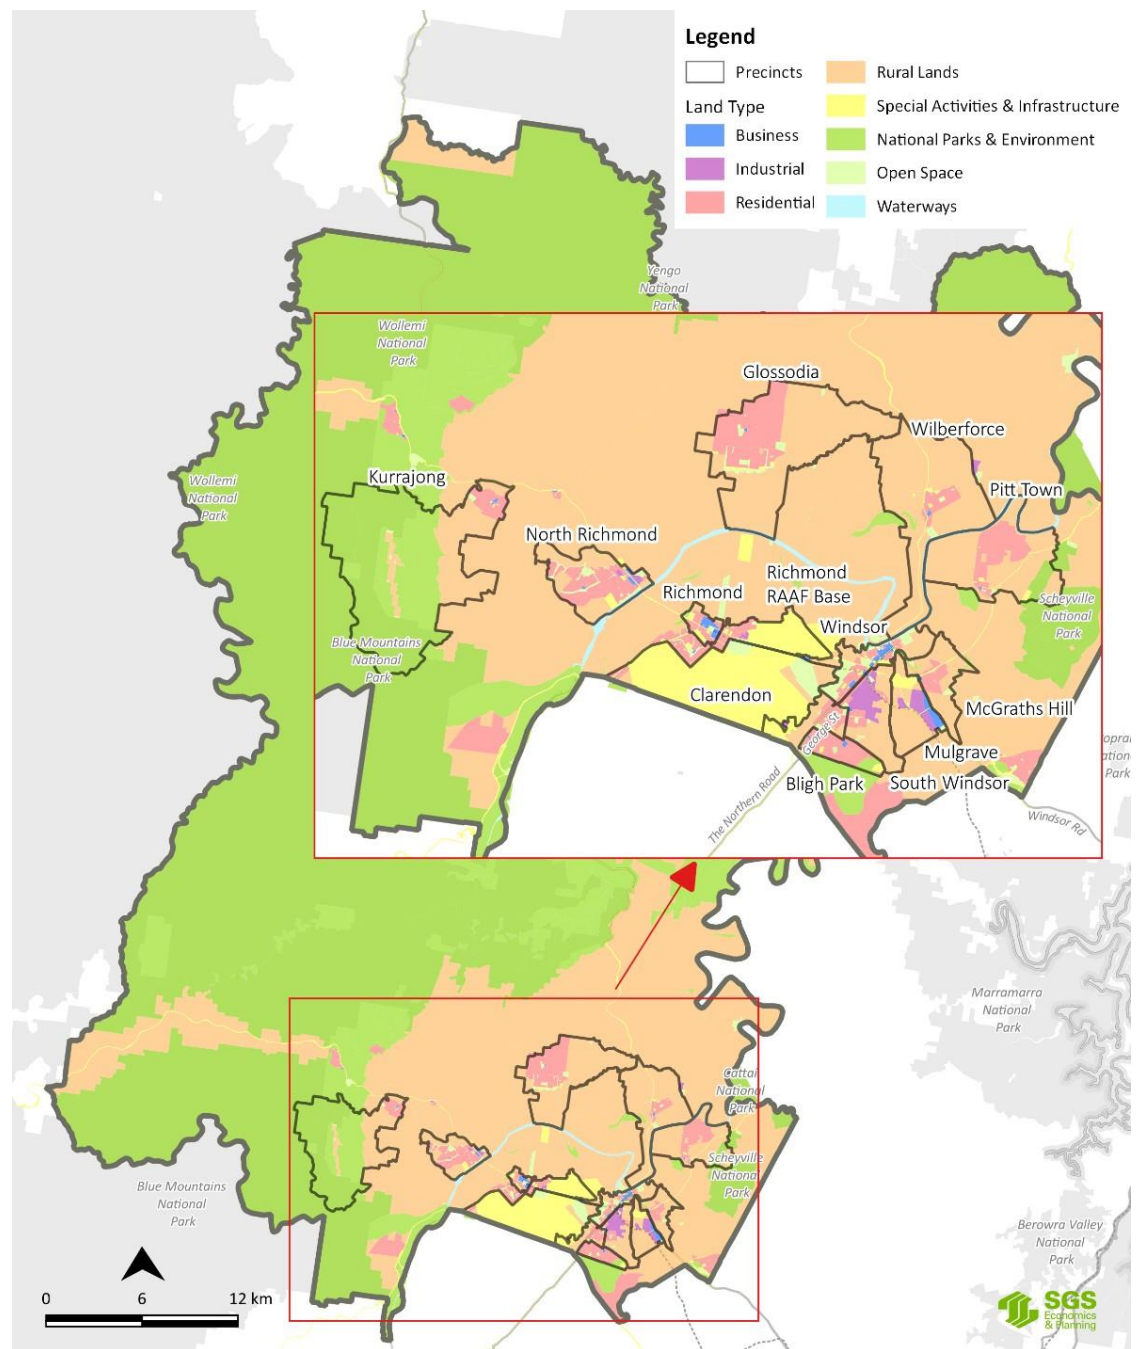 Legend
Precincts
Land Type
Business
Industrial
Residential
Rural Lands
Special Activities & Infrastructure
National Parks & Environment
Open Space
Waterways
Yengo
National
Park
Wollemi
National
Park
Glossodia
Wilberforce
Kurrajong
Wollemi
National
Park
Pitt Town
North Richmond
Richmond
RAAF Base
Richmond
Scheyville
National
Park
Windsor
Blue Mountains
National
Park
Clarendon
McGraths Hill
George St
Mulgrave
Bligh Park
South Windsor
The Northern Road
Windsor Rd
Park
Marramarra
National
Park
Cattai
National
Park
Scheyville
National
Park
Blue Mountains
National
Park
Berowra Valley
National
Park
0 6 12 km
SGS
Economics
& Planning